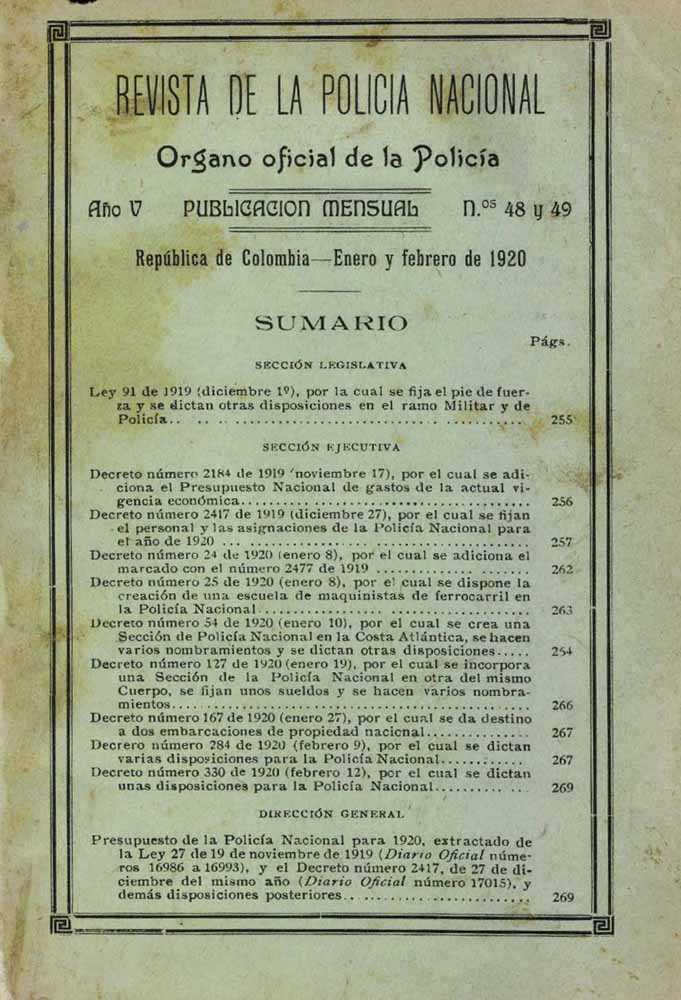 REVISTA DE LA POLICIA NACIONAL
Organo oficial de la Policía
Año V PUBLICACION MENSUAL N.os 48 y 49
República de Colombia—Enero y febrero de 1920
SUMARIO
Págs.
SECCIÓN LEGISLATIVA
Ley 91 de 1919 (diciembre 1º), por la cual se fija el pie de fuer-
za y se dictan otras disposiciones en el ramo Militar y de
Policía.. .. .. ........................................ 255
SECCIÓN EJECUTIVA
Decreto número 2184 de 1919 (noviembre 17), por el cual se adi-
ciona el Presupuesto Nacional de gastos de la actual vi-
gencia económica........................................ 256
Decreto número 2417 de 1919 (diciembre 27), por el cual se fijan
el personal y las asignaciones de la Policía Nacional para
el año de 1920 ... ........................................ 257
Decreto número 24 de 1920 (enero 8), por el cual se adiciona el
marcado con el número 2477 de 1919 ................ ....... 262
Decreto número 25 de 1920 (enero 8), por el cual se dispone la
creación de una escuela de maquinistas de ferrocarril en
la Policía Nacional................. .................... 263
Decreto número 54 de 1920 (enero 10), por el cual se crea una
Sección de Policía Nacional en la Costa Atlántica, se hacen
varios nombramientos y se dictan otras disposiciones..... 254
Decreto número 127 de 1920 (enero 19), por el cual se incorpora
una Sección de la Policía Nacional en otra del mismo
Cuerpo, se fijan unos sueldos y se hacen varios nombra-
mientos.................................................. 266
Decreto número 167 de 1920 (enero 27), por el cual se da destino
a dos embarcaciones de propiedad nacional.............. 267
Decrero número 284 de 1920 (febrero 9), por el cual se dictan
varias disposiciones para la Policía Nacional............ 267
Decreto número 330 de 1920 (febrero 12), por el cual se dictan
unas disposiciones para la Policía Nacional.......... ... 269
DIRECCIÓN GENERAL
Presupuesto de la Policía Nacional para 1920, extractado de
la Ley 27 de 19 de noviembre de 1919 (Diario Oficial núme-
ros 16986 a 16993), y el Decreto número 2417, de 27 de di-
ciembre del mismo año (Diario Oficial número 17015), y
demás disposiciones posteriores.. ......................... 269